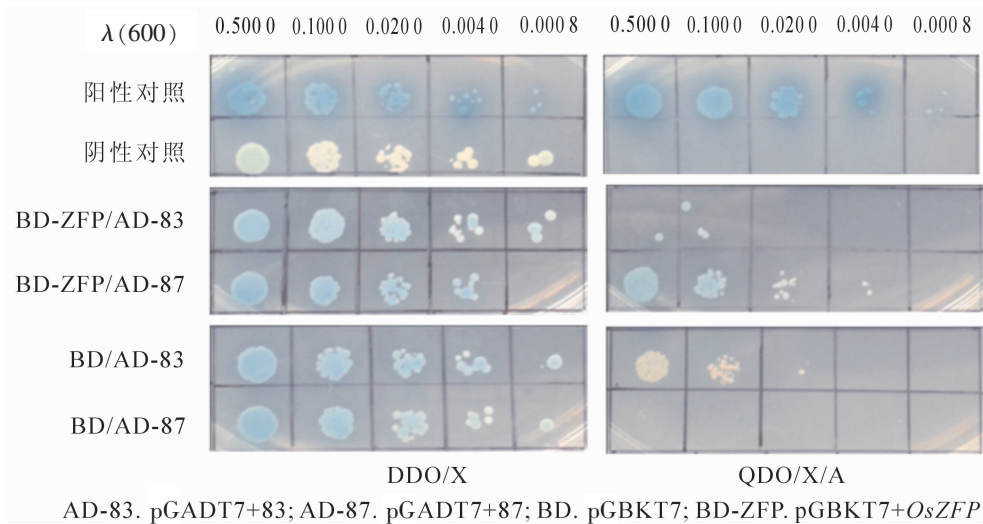 λ(600) 0.500 0 0.100 0 0.020 0 0.004 0 0.000 8 0.500 0 0.100 0 0.020 0 0.004 0 0.000 8
阳性对照
阴性对照
BD-ZFP/AD-83
BD-ZFP/AD-87
BD/AD-83
BD/AD-87
DDO/X QDO/X/A
AD-83. pGADT7+83; AD-87. pGADT7+87; BD. pGBKT7; BD-ZFP. pGBKT7+OsZFP